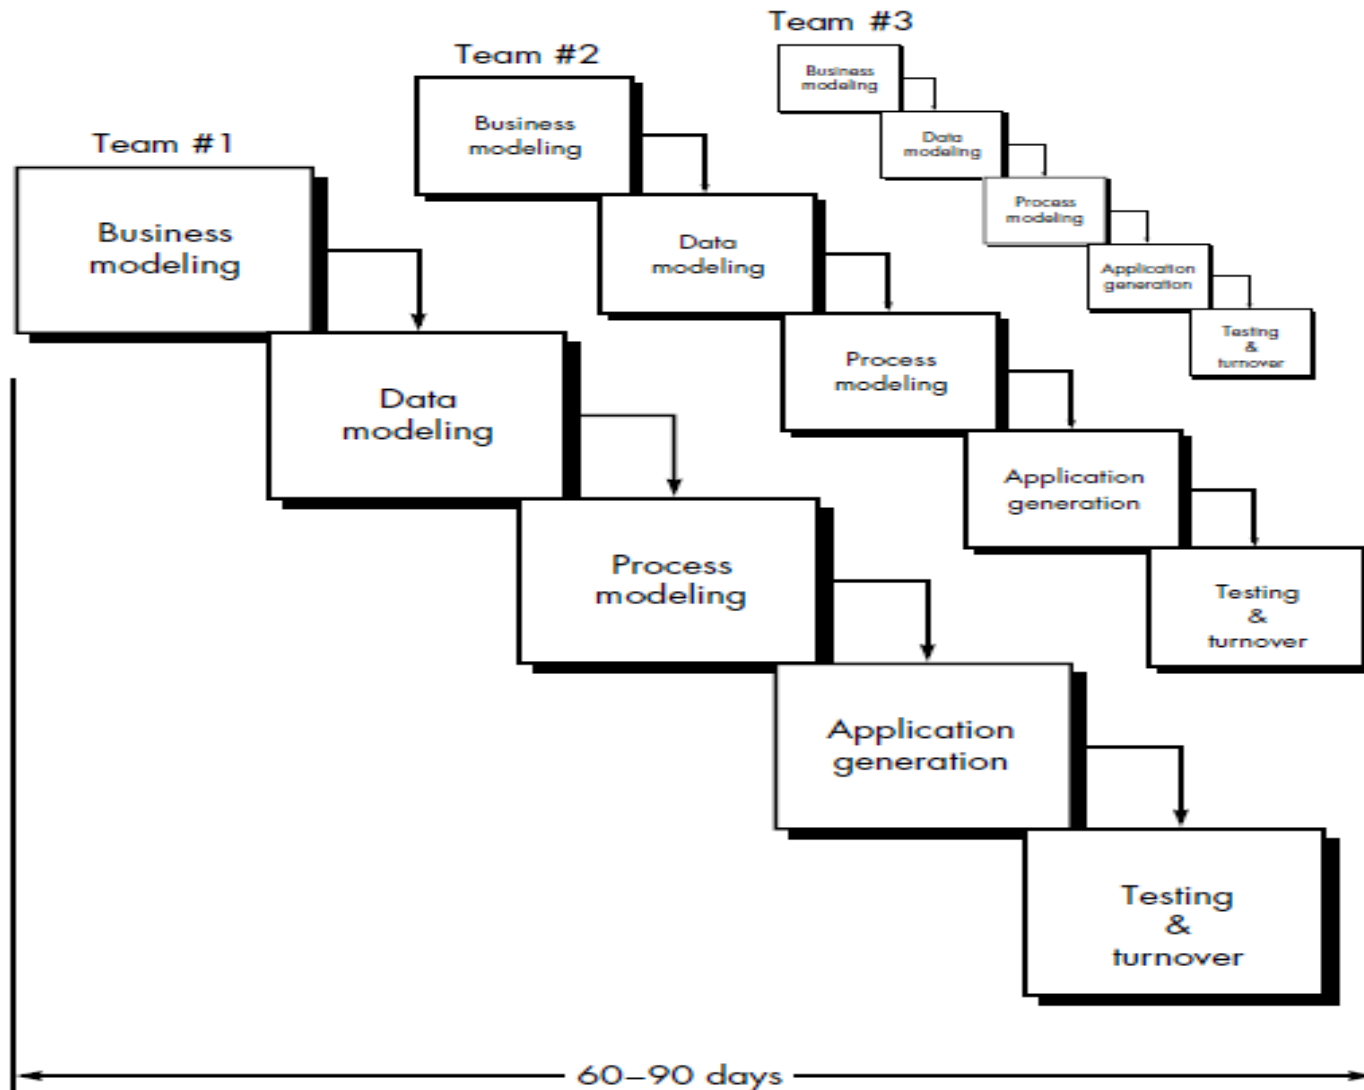 Team #1
Business
modeling
Data
modeling
Process
modeling
Application
generation
Testing
&
turnover
Team #2
Business
modeling
Data
modeling
Process
modeling
Application
generation
Testing
&
turnover
Team #3
Business
modeling
Data
modeling
Process
modeling
Application
generation
Testing
&
turnover
60–90 days